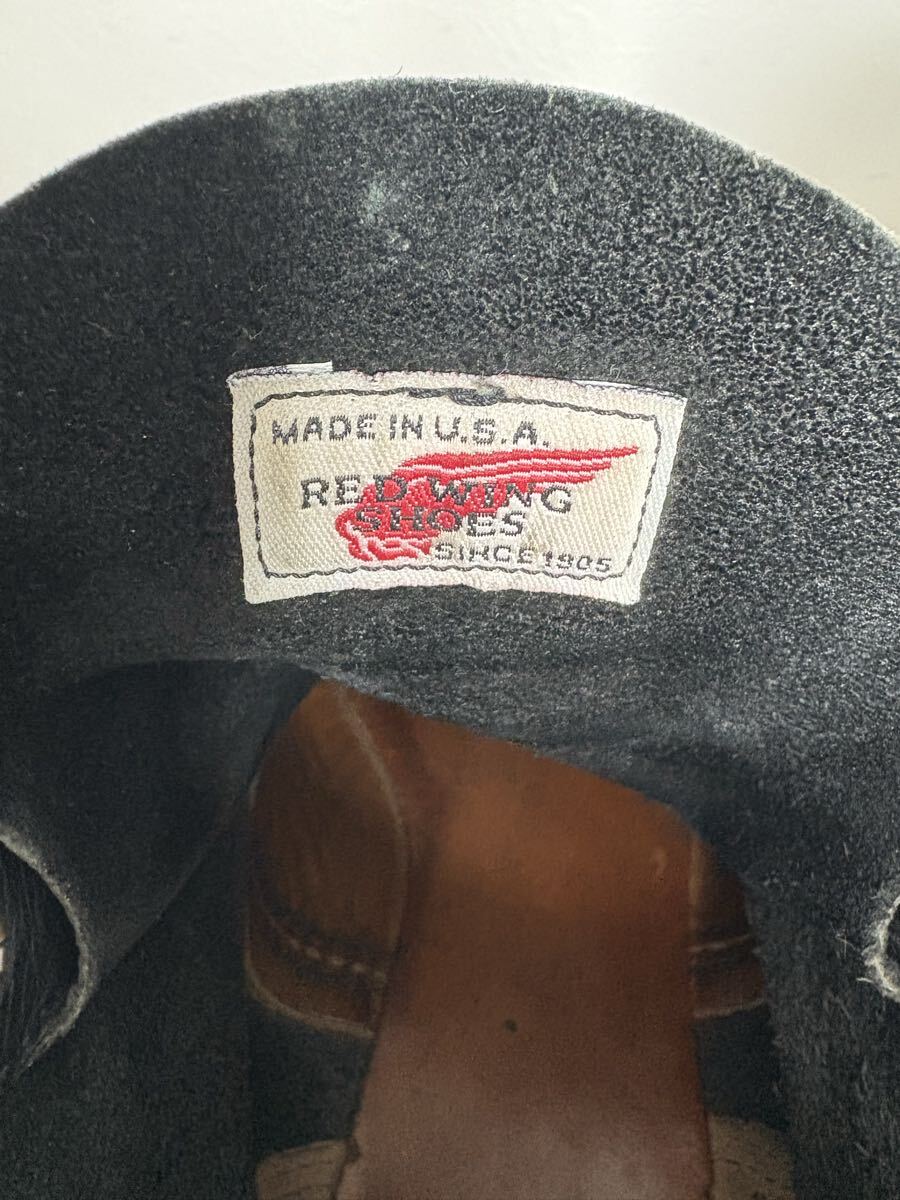 MADE IN U.S.A.
RED WING
SHOES
SINCE 1905